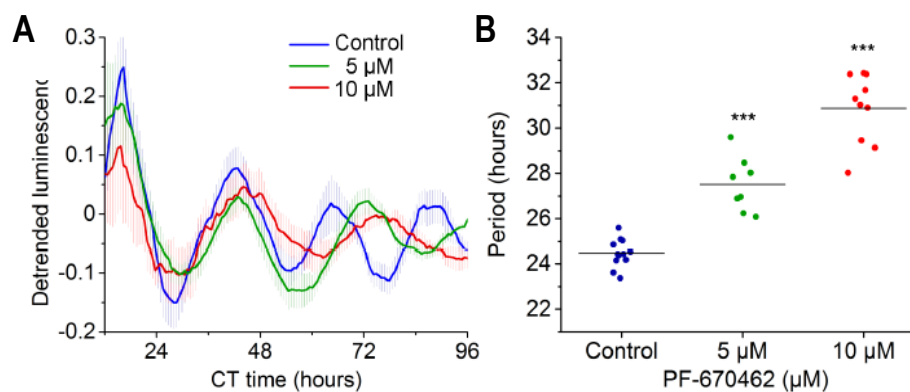 A
Detrended luminescenc
0.3
0.2
0.1
0
-0.1
-0.2
Control
5 µM
10 µM
24
48
72
96
CT time (hours)
B
Period (hours)
34
32
30
28
26
24
22
***
***
Control
5 µM
10 µM
PF-670462 (µM)